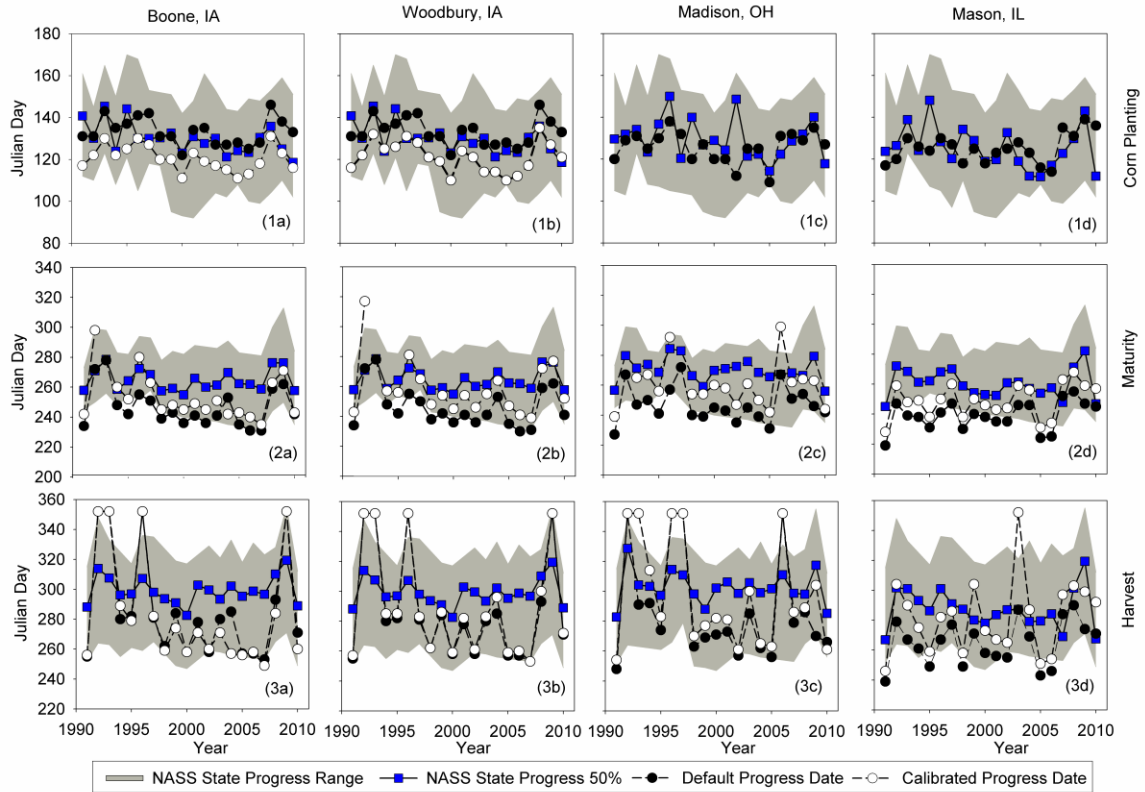 Boone, IA Woodbury, IA Madison, OH Mason, IL
180
160
140
120
100
80
Julian Day
(1a) (1b) (1c) (1d)
Corn Planting
340
320
300
280
260
240
220
200
Julian Day
(2a) (2b) (2c) (2d)
Maturity
360
340
320
300
280
260
240
220
Julian Day
(3a) (3b) (3c) (3d)
Harvest
1990 1995 2000 2005 2010 1990 1995 2000 2005 2010 1990 1995 2000 2005 2010 1990 1995 2000 2005 2010
Year Year Year Year
NASS State Progress Range NASS State Progress 50% Default Progress Date Calibrated Progress Date